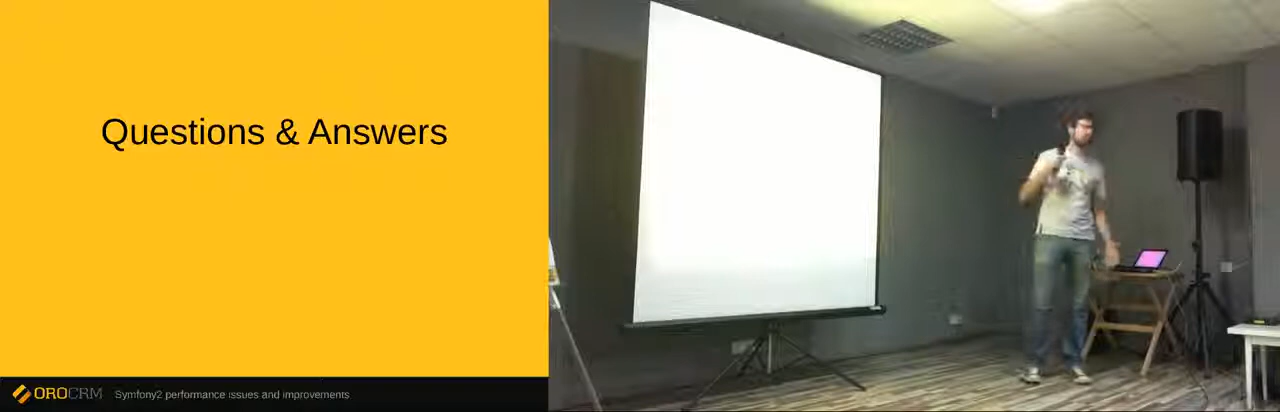 Questions & Answers
OROCRM
Symfony2 performance issues and improvements